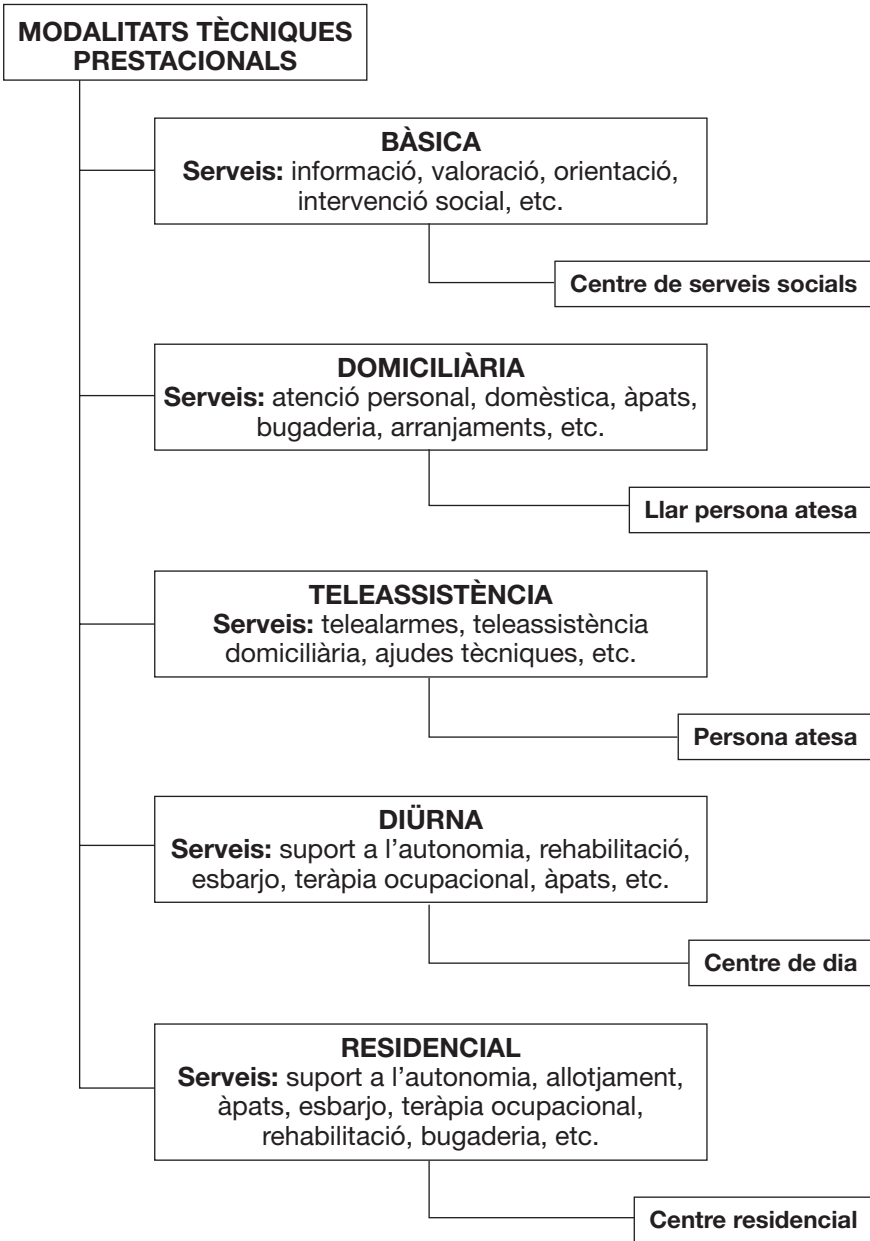 MODALITATS TÈCNIQUES
PRESTACIONALS
BÀSICA
Serveis: informació, valoració, orientació,
intervenció social, etc.
Centre de serveis socials
DOMICILIÀRIA
Serveis: atenció personal, domèstica, àpats,
bugaderia, arranjaments, etc.
Llar persona atesa
TELEASSISTÈNCIA
Serveis: telealarmes, teleassistència
domiciliària, ajudes tècniques, etc.
Persona atesa
DIÜRNA
Serveis: suport a l’autonomia, rehabilitació,
esbarjo, teràpia ocupacional, àpats, etc.
Centre de dia
RESIDENCIAL
Serveis: suport a l’autonomia, allotjament,
àpats, esbarjo, teràpia ocupacional,
rehabilitació, bugaderia, etc.
Centre residencial